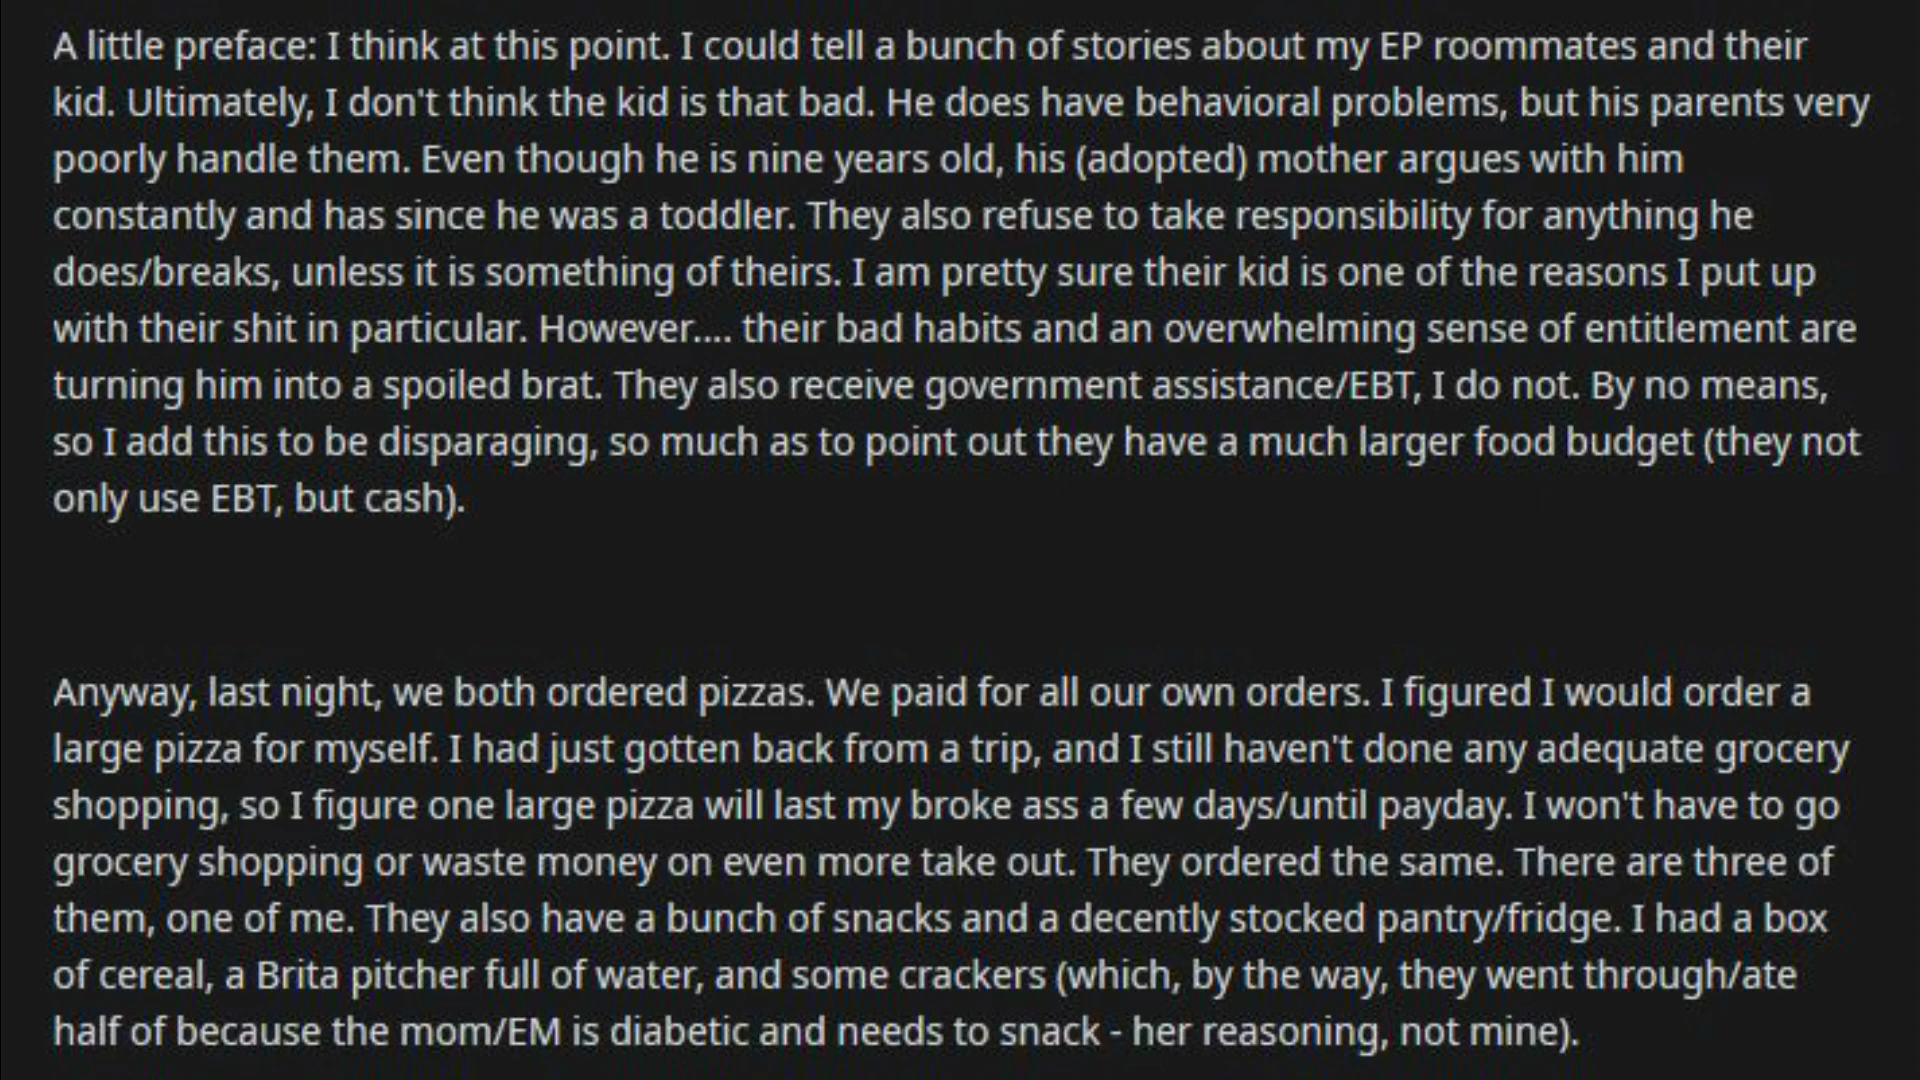 A little preface: I think at this point. I could tell a bunch of stories about my EP roommates and their
kid. Ultimately, I don't think the kid is that bad. He does have behavioral problems, but his parents very
poorly handle them. Even though he is nine years old, his (adopted) mother argues with him
constantly and has since he was a toddler. They also refuse to take responsibility for anything he
does/breaks, unless it is something of theirs. I am pretty sure their kid is one of the reasons I put up
with their shit in particular. However.... their bad habits and an overwhelming sense of entitlement are
turning him into a spoiled brat. They also receive government assistance/EBT, I do not. By no means,
so I add this to be disparaging, so much as to point out they have a much larger food budget (they not
only use EBT, but cash).
Anyway, last night, we both ordered pizzas. We paid for all our own orders. I figured I would order a
large pizza for myself. I had just gotten back from a trip, and I still haven't done any adequate grocery
shopping, so I figure one large pizza will last my broke ass a few days/until payday. I won't have to go
grocery shopping or waste money on even more take out. They ordered the same. There are three of
them, one of me. They also have a bunch of snacks and a decently stocked pantry/fridge. I had a box
of cereal, a Brita pitcher full of water, and some crackers (which, by the way, they went through/ate
half of because the mom/EM is diabetic and needs to snack - her reasoning, not mine).